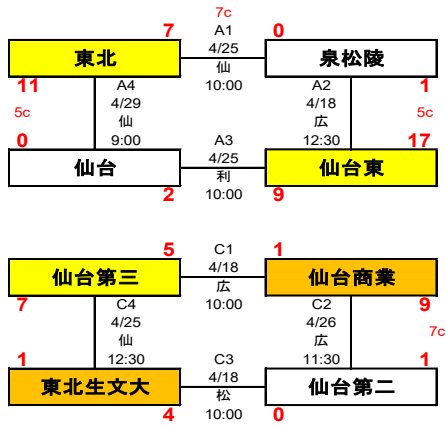 7c
7 A1 0
東北 4/25 泉松陵
仙
11 10:00 1
A4 A2
5c 4/29 4/18 5c
仙 広
0 9:00 12:30 17
仙台 A3 仙台東
4/25
利
2 10:00 9
5 C1 1
仙台第三 4/18 仙台商業
広
7 10:00 9
C4 C2
4/25 4/26 7c
仙 広
1 12:30 11:30 1
東北生文大 C3 仙台第二
4/18
松
4 10:00 0